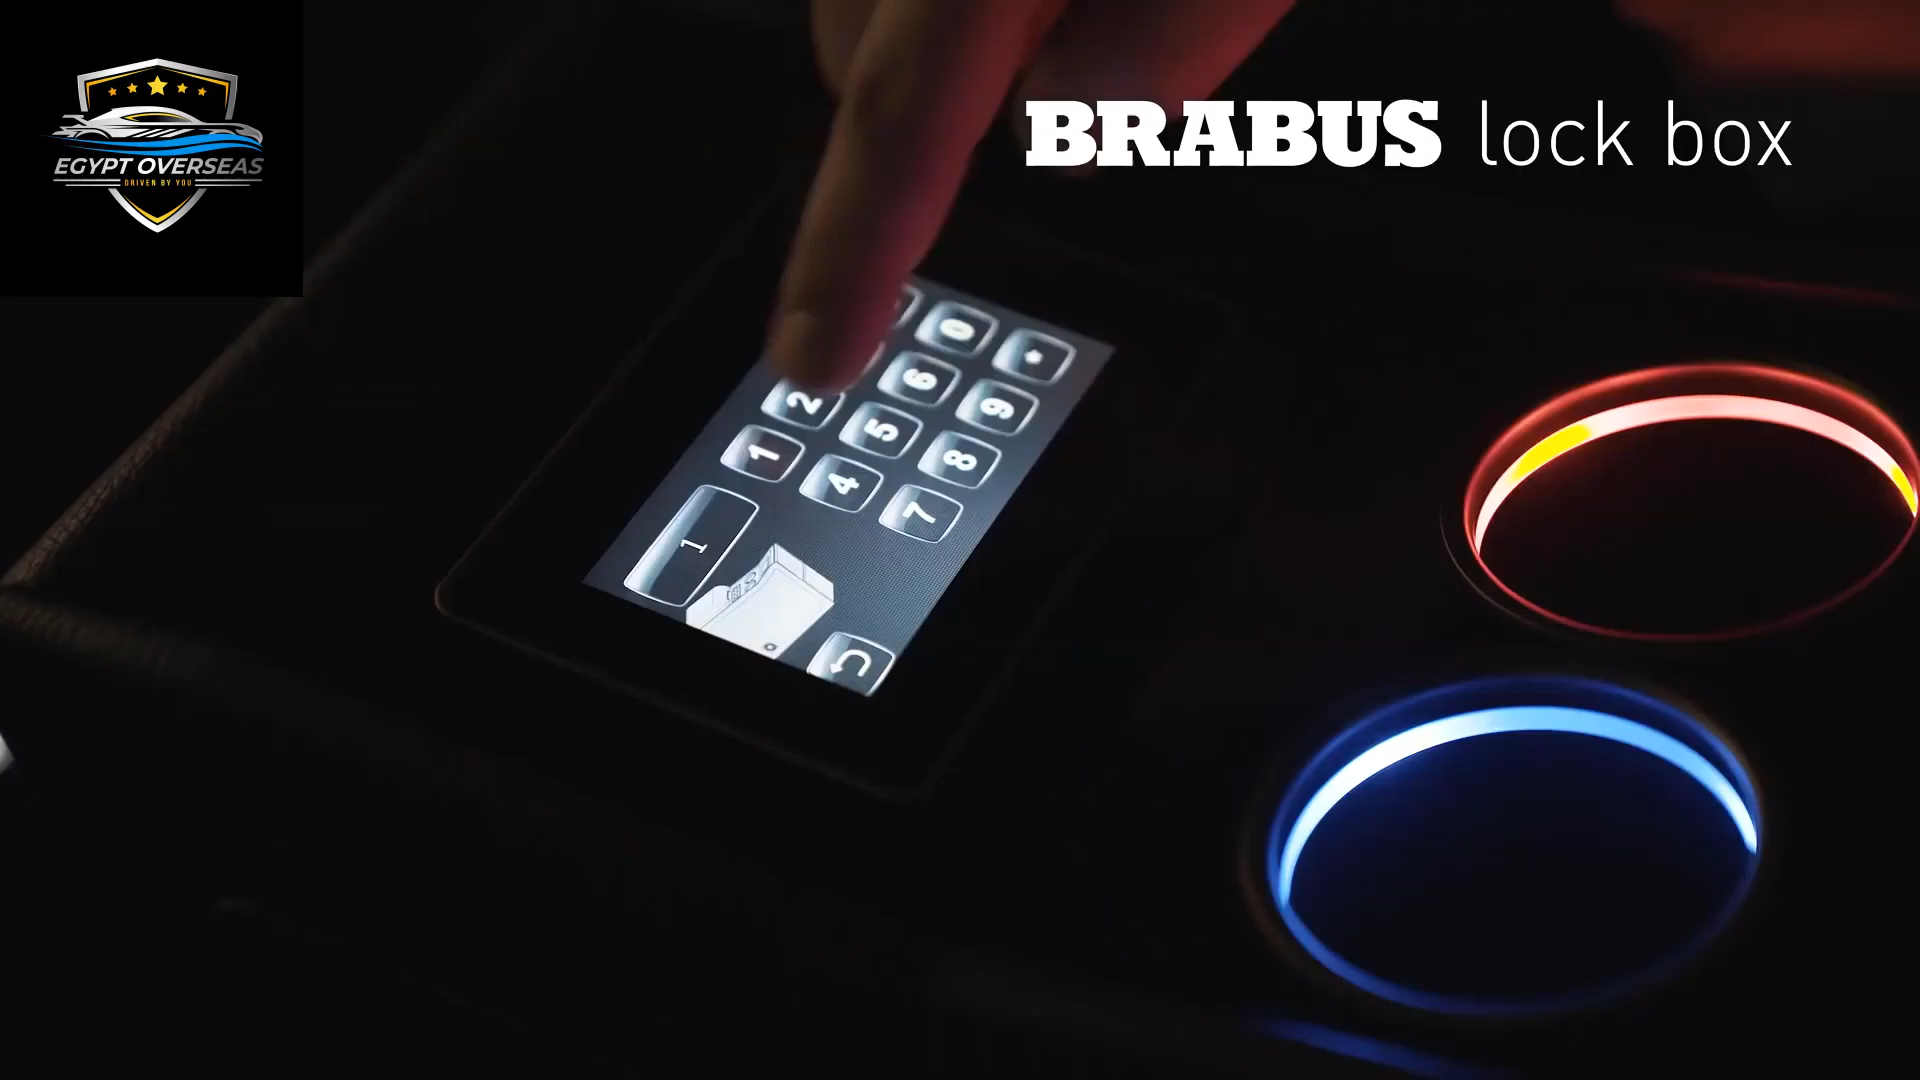 EGYPT OVERSEAS
DRIVEN BY YOU
BRABUS lock box
1
1 2
4 5 6 0
7 8 9 *